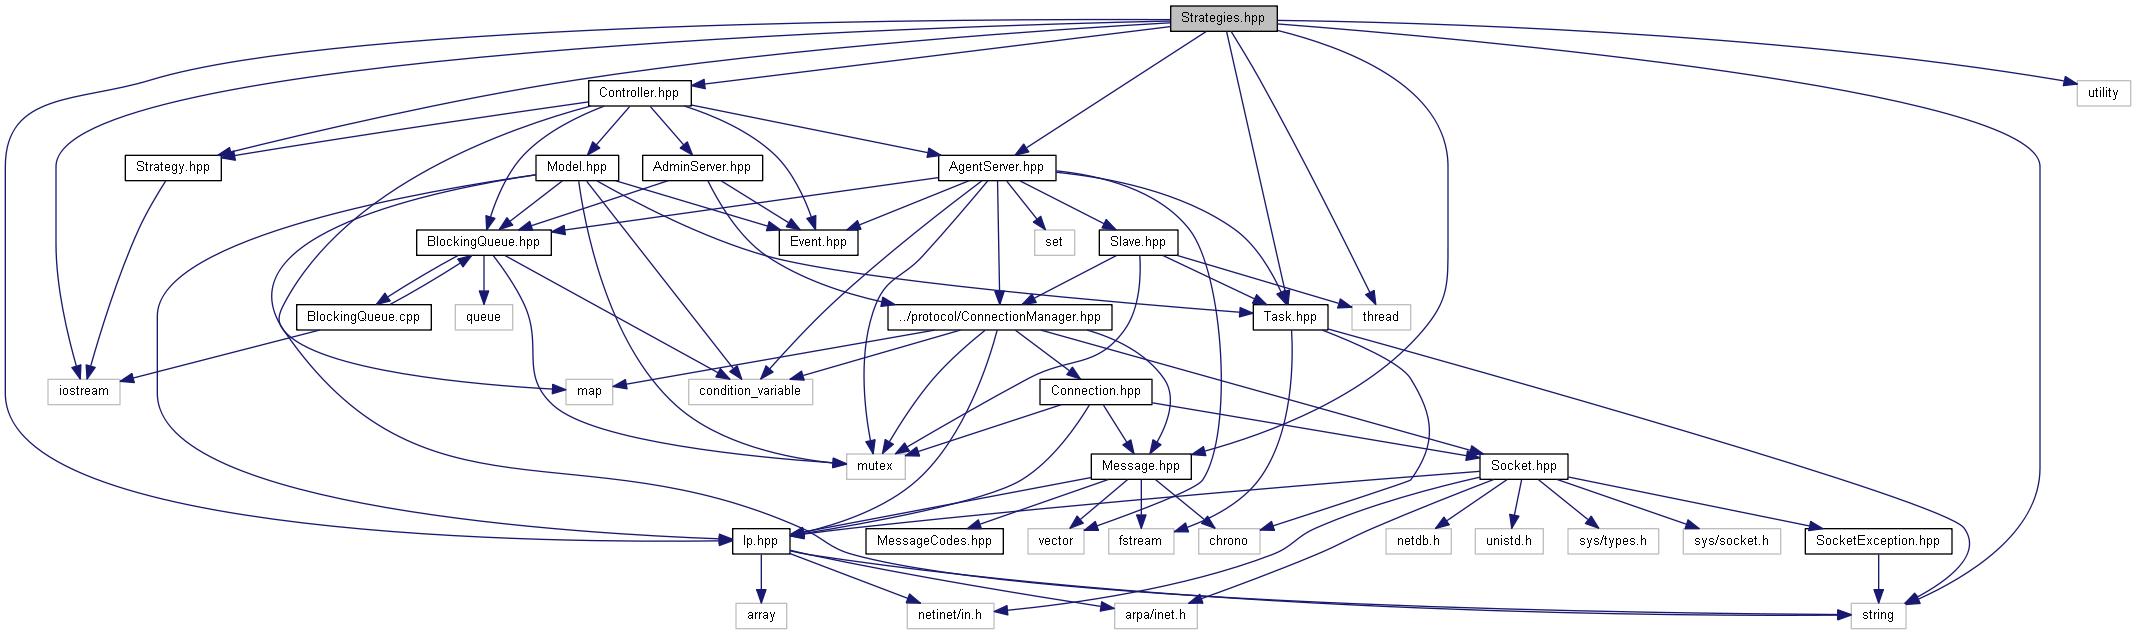 Strategies.hpp
Controller.hpp
utility
Strategy.hpp
Model.hpp
AdminServer.hpp
AgentServer.hpp
BlockingQueue.hpp
Event.hpp
set
Slave.hpp
BlockingQueue.cpp
queue
../protocol/ConnectionManager.hpp
Task.hpp
thread
iostream
map
condition_variable
Connection.hpp
mutex
Message.hpp
Socket.hpp
Ip.hpp
MessageCodes.hpp
vector
fstream
chrono
netdb.h
unistd.h
sys/types.h
sys/socket.h
SocketException.hpp
array
netinet/in.h
arpa/inet.h
string